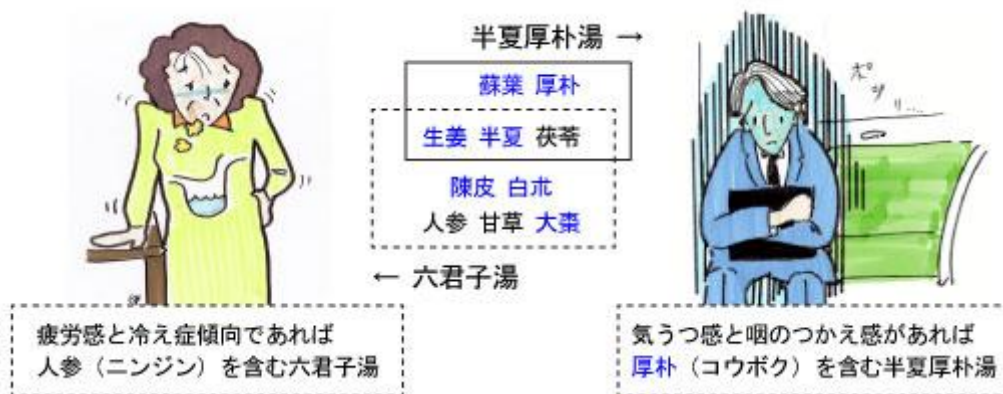 半夏厚朴湯 →
蘇葉 厚朴
生姜 半夏 茯苓
陳皮 白朮
人参 甘草 大棗
← 六君子湯
ポツリ…
疲労感と冷え症傾向であれば
人参（ニンジン）を含む六君子湯
気うつ感と咽のつかえ感があれば
厚朴（コウボク）を含む半夏厚朴湯